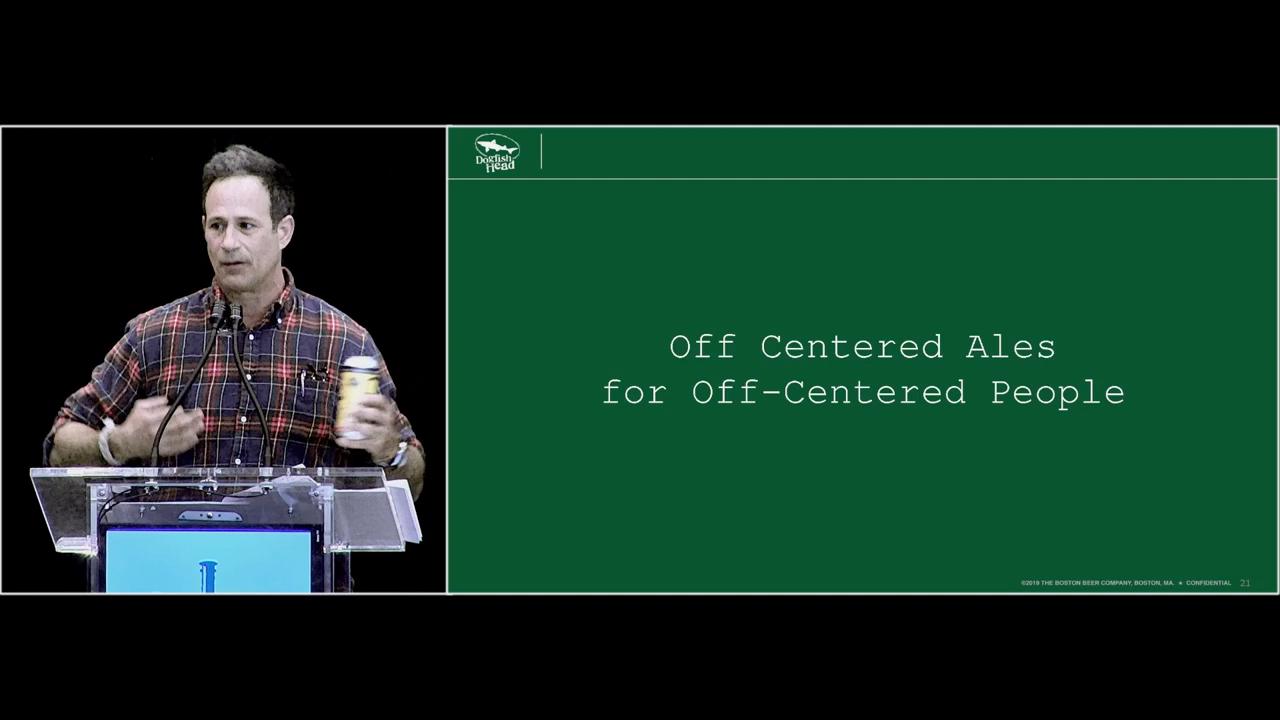 Dogfish
Head
Off Centered Ales
for Off-Centered People
©2019 THE BOSTON BEER COMPANY, BOSTON, MA. ★ CONFIDENTIAL 21